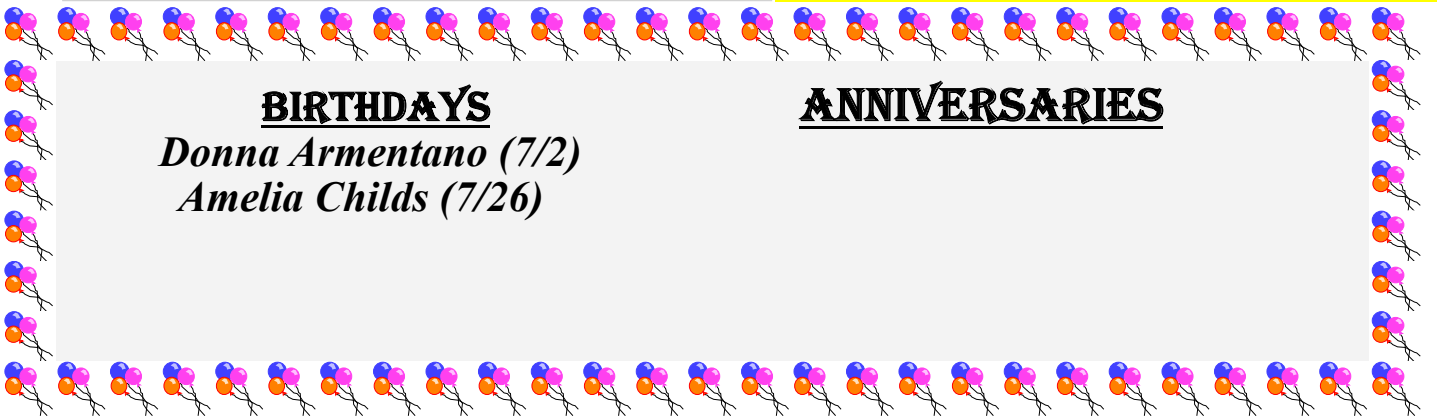 BIRTHDAYS
Donna Armentano (7/2)
Amelia Childs (7/26)
ANNIVERSARIES